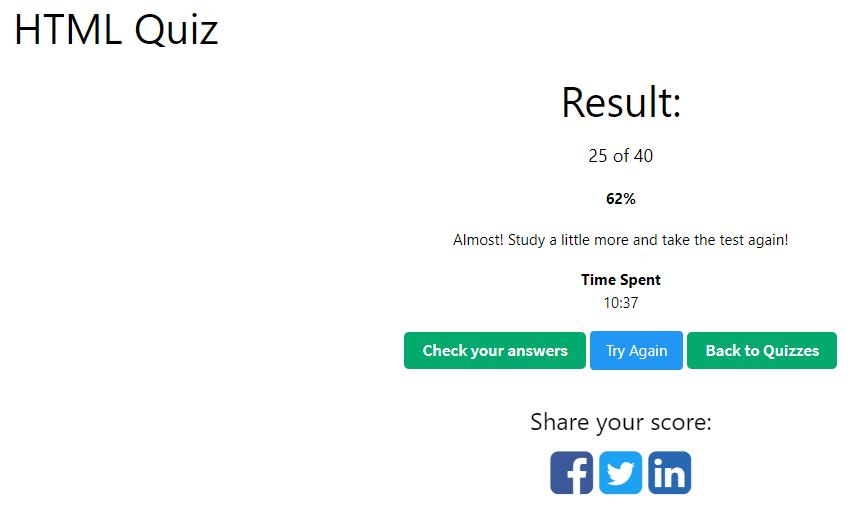 HTML Quiz
Result:
25 of 40
62%
Almost! Study a little more and take the test again!
Time Spent
10:37
Check your answers Try Again Back to Quizzes
Share your score: